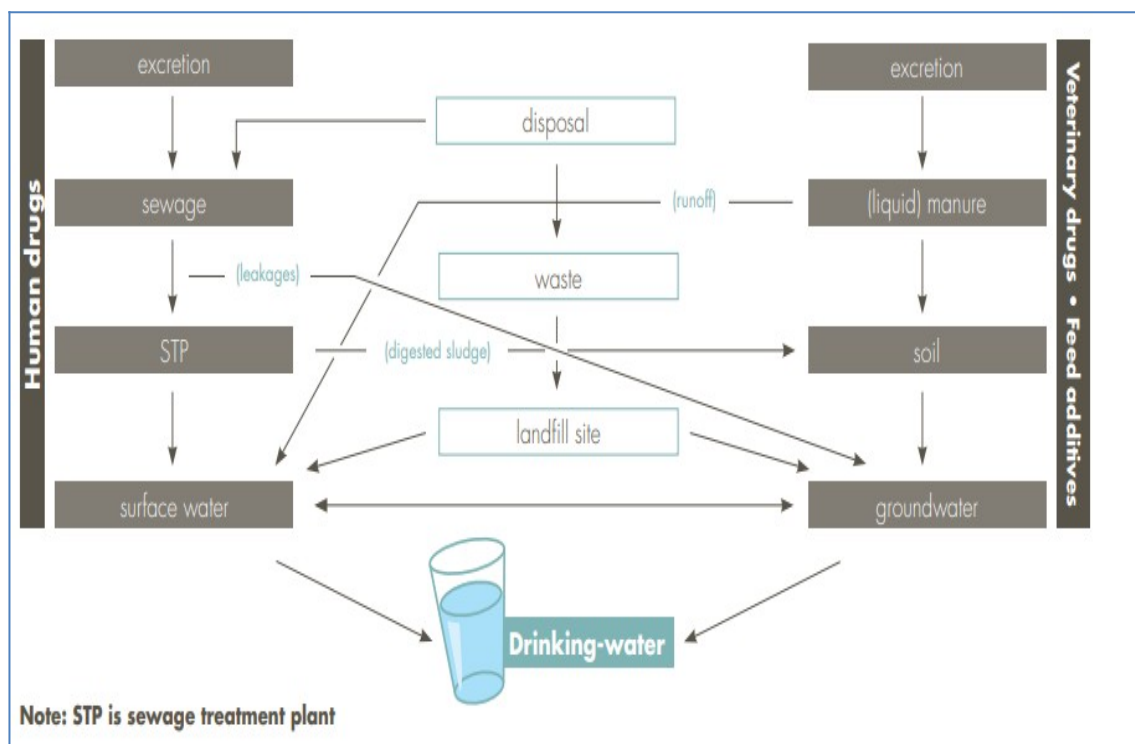 excretion
excretion
disposal
sewage
(runoff)
(liquid) manure
(leakages)
waste
STP
(digested sludge)
soil
landfill site
surface water
groundwater
Drinking-water
Human drugs
Veterinary drugs • Feed additives
Note: STP is sewage treatment plant